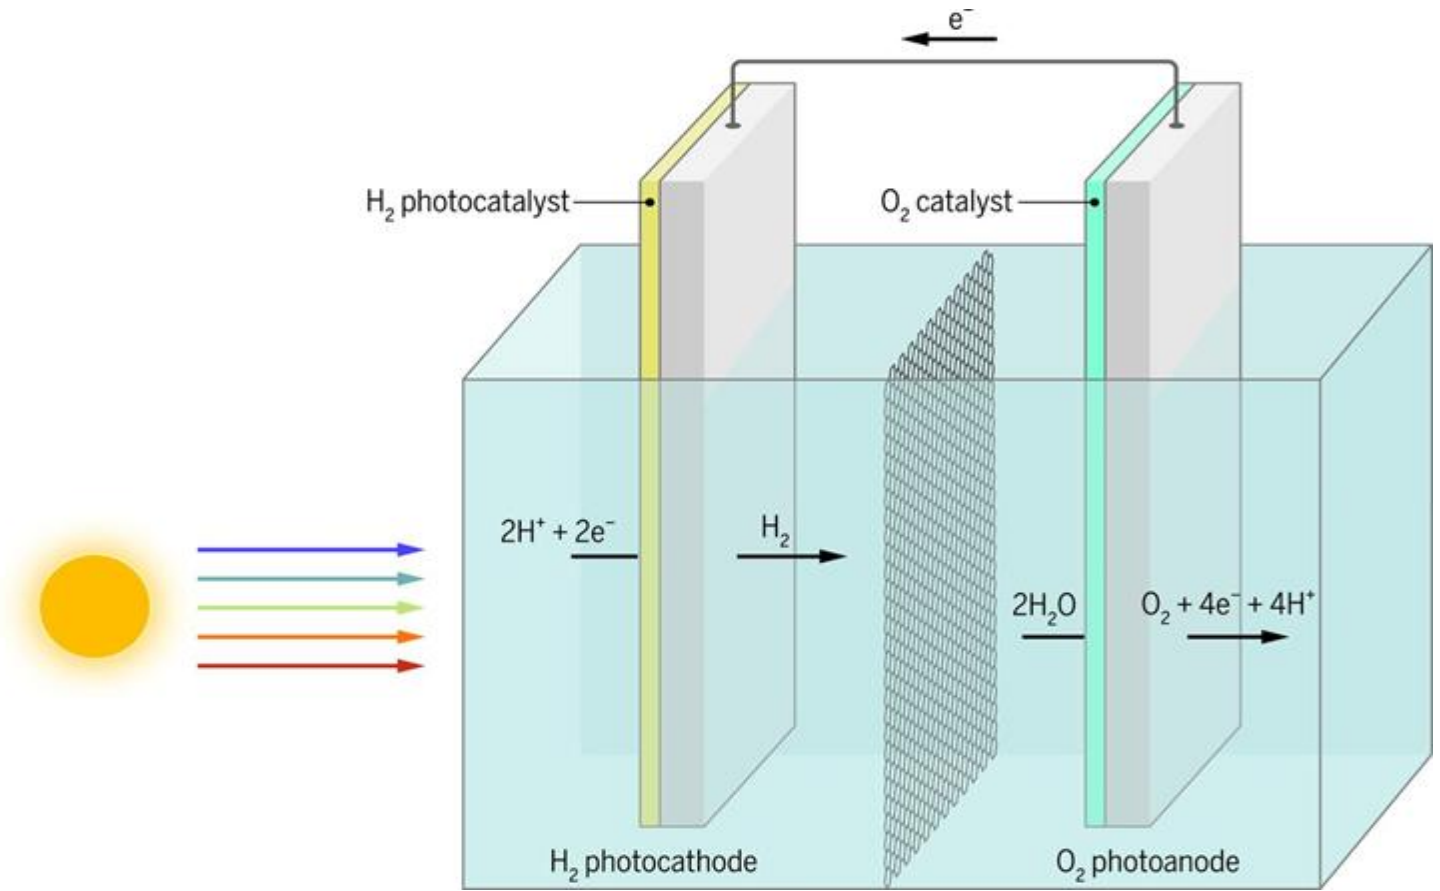 e⁻
H₂ photocatalyst
O₂ catalyst
2H⁺ + 2e⁻
H₂
2H₂O
O₂ + 4e⁻ + 4H⁺
H₂ photocathode
O₂ photoanode